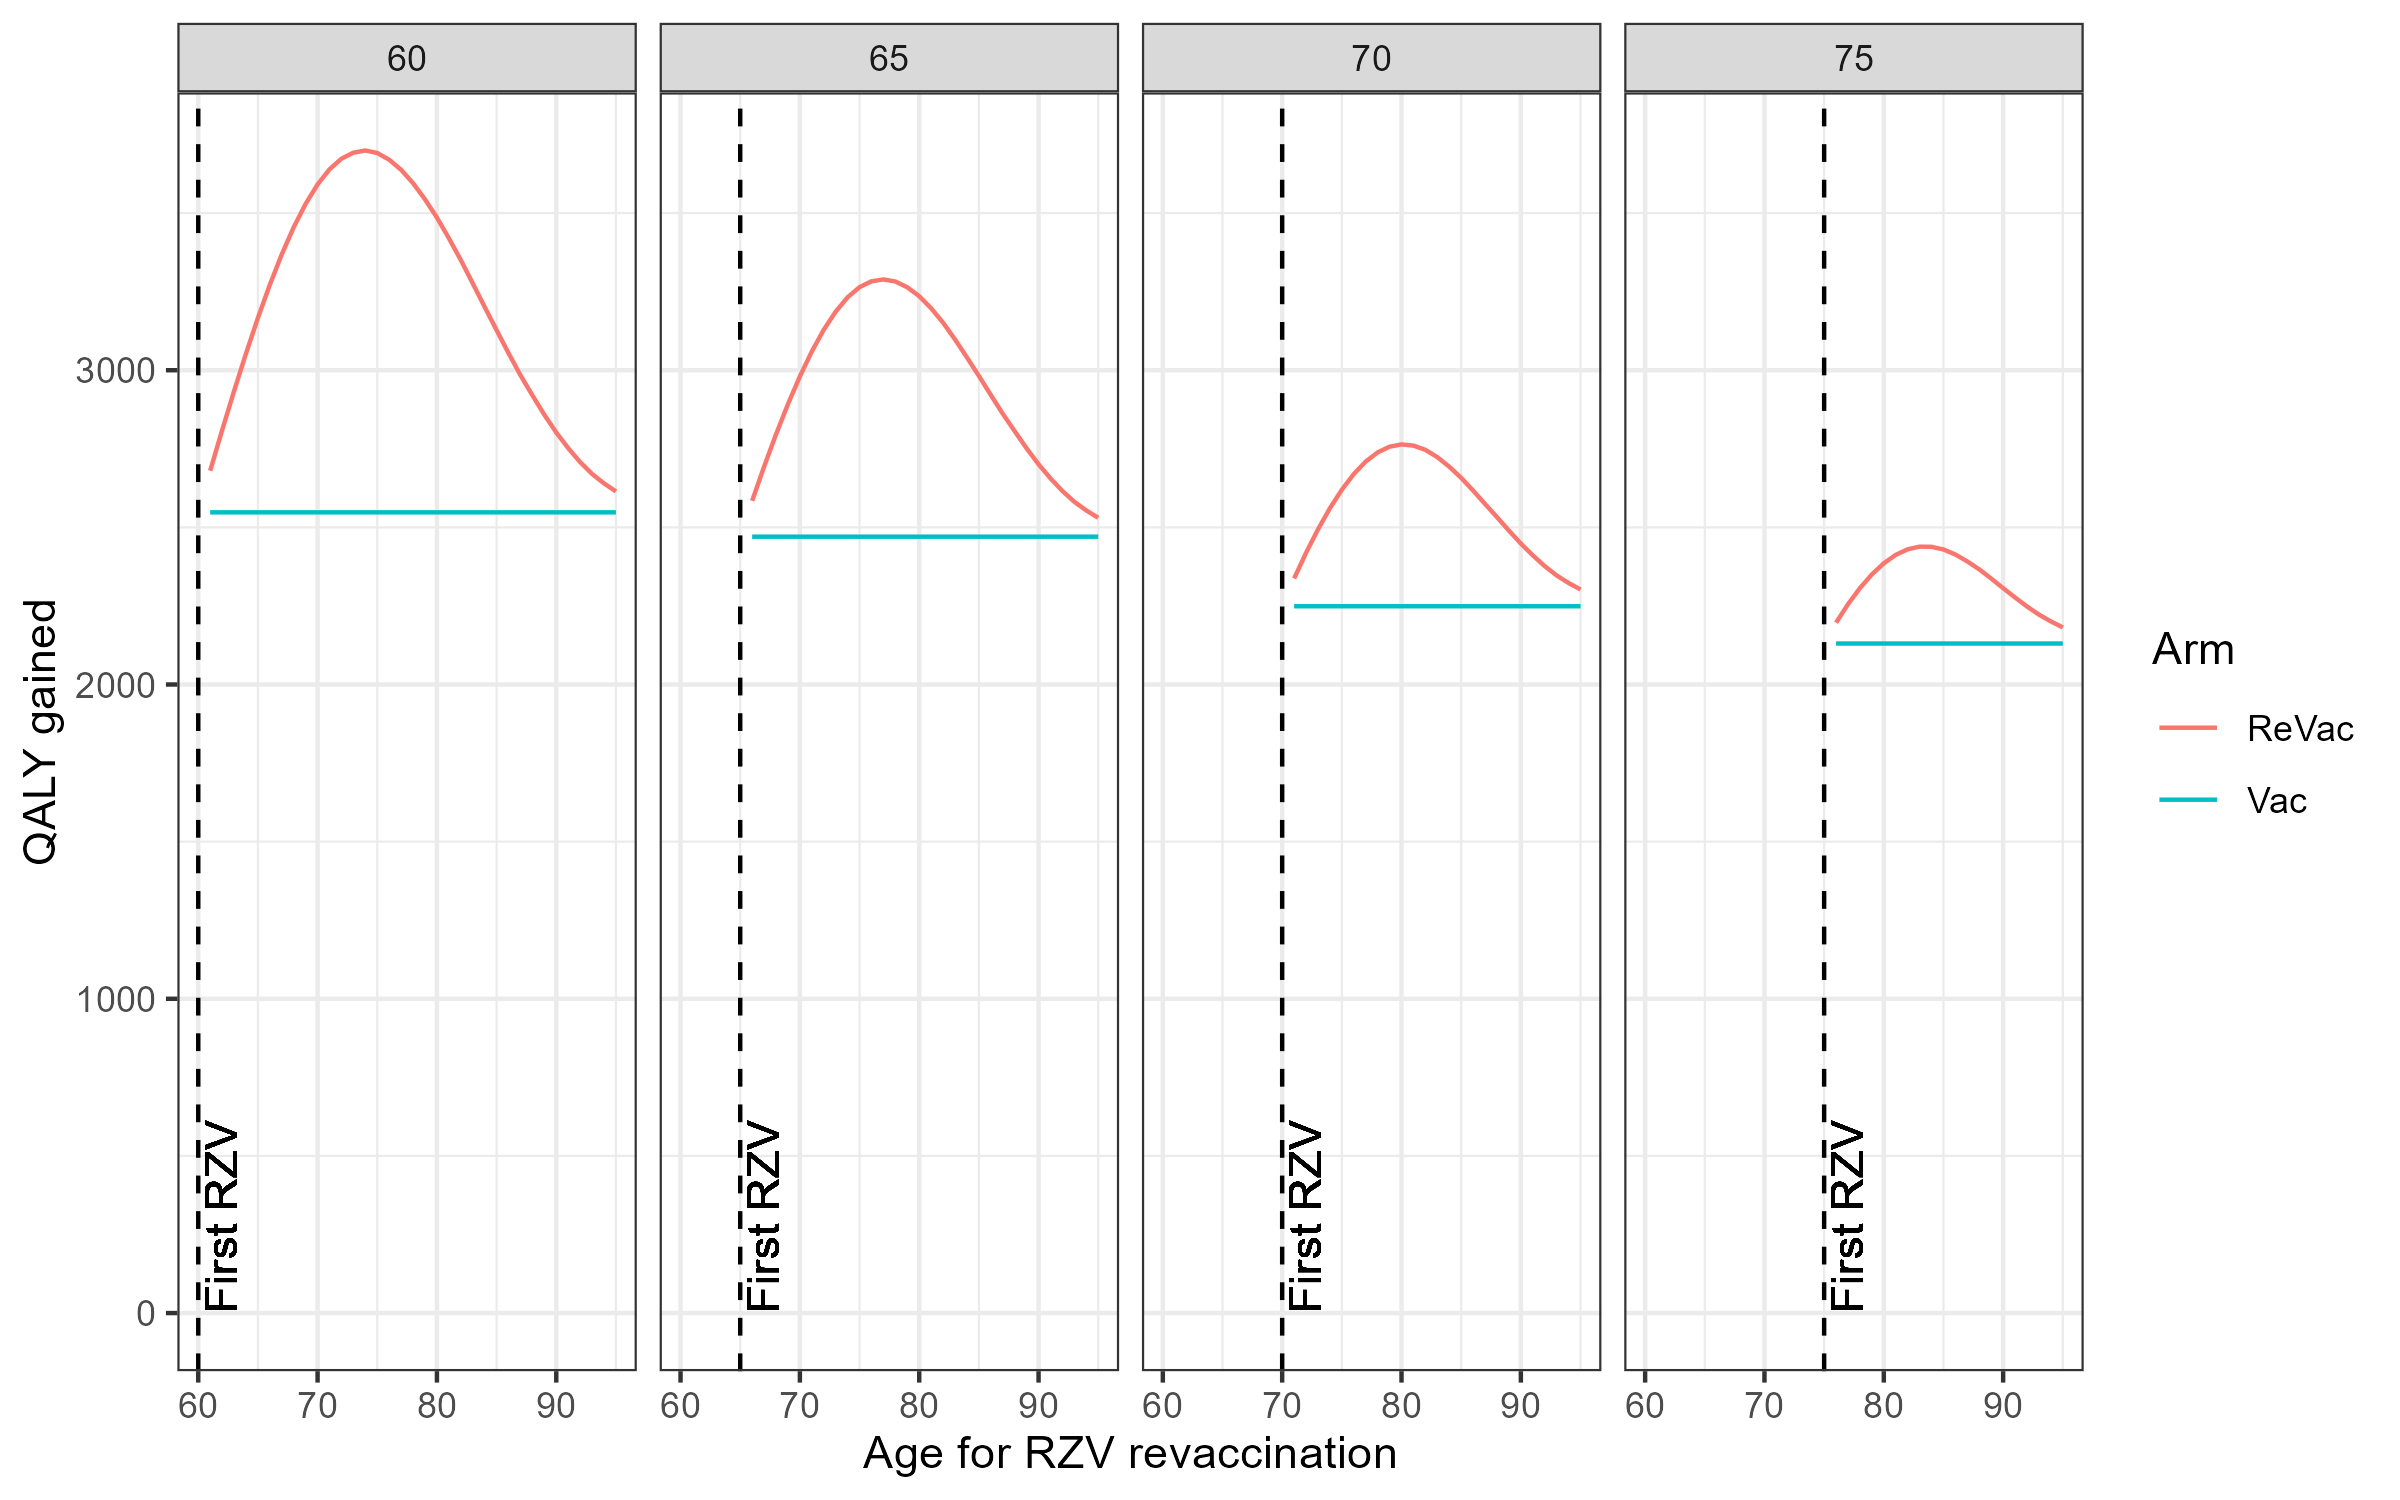 60 65 70 75
3000
2000
1000
0
QALY gained
First RZV
First RZV
First RZV
First RZV
60 70 80 90 60 70 80 90 60 70 80 90 60 70 80 90
Age for RZV revaccination
Arm
ReVac
Vac